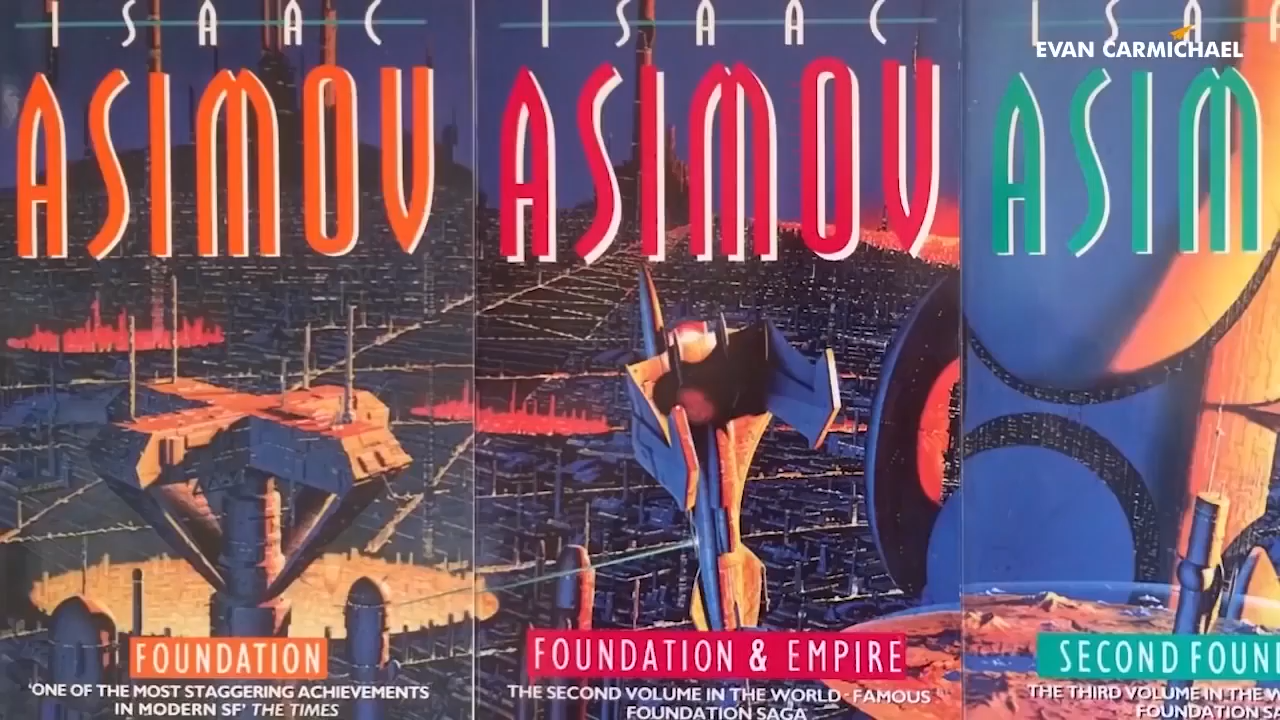 ISAAC
ASIMOV
FOUNDATION
'ONE OF THE MOST STAGGERING ACHIEVEMENTS
IN MODERN SF' THE TIMES
ISAAC
ASIMOV
FOUNDATION & EMPIRE
THE SECOND VOLUME IN THE WORLD-FAMOUS
FOUNDATION SAGA
ISAA
EVAN CARMICHAEL
ASIM
SECOND FOUN
THE THIRD VOLUME IN THE W
FOUNDATION SA